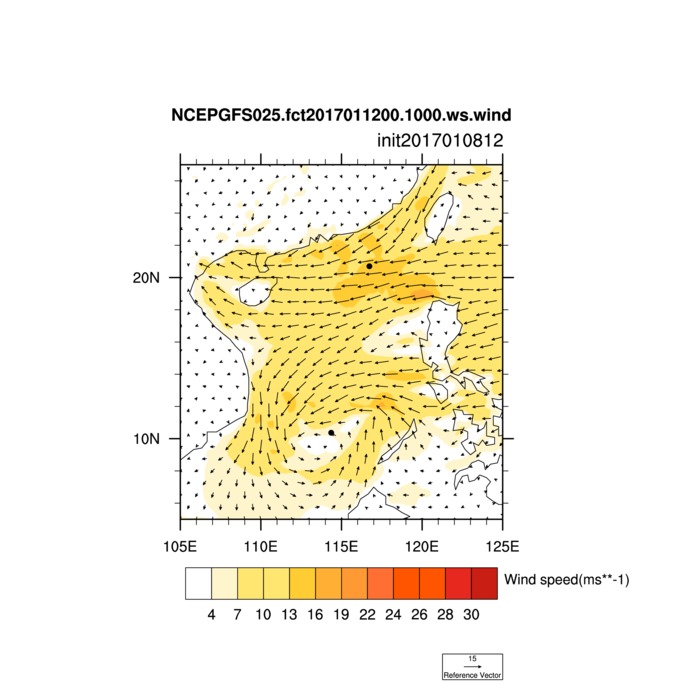 NCEPGFS025.fct2017011200.1000.ws.wind
init2017010812
20N
10N
105E 110E 115E 120E 125E
Wind speed(ms**-1)
4 7 10 13 16 19 22 24 26 28 30
15
Reference Vector